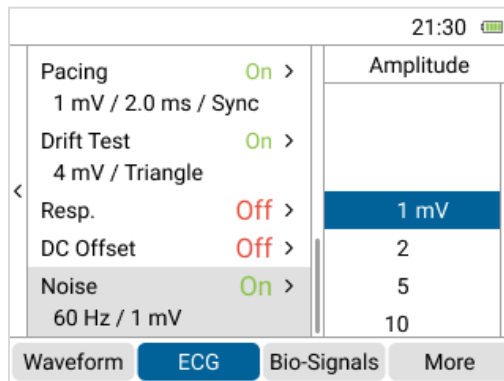 21:30
Pacing On >
1 mV / 2.0 ms / Sync
Drift Test On >
4 mV / Triangle
<
Resp. Off >
DC Offset Off >
Noise On >
60 Hz / 1 mV
Amplitude
1 mV
2
5
10
Waveform
ECG
Bio-Signals
More